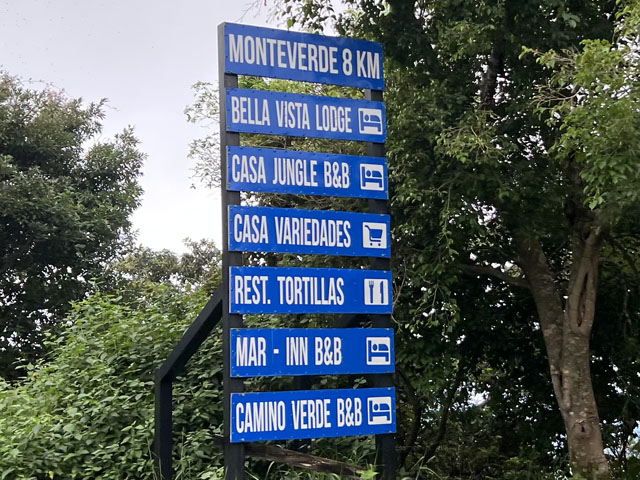 MONTEVERDE 8 KM
BELLA VISTA LODGE
CASA JUNGLE B&B
CASA VARIEDADES
REST. TORTILLAS
MAR - INN B&B
CAMINO VERDE B&B